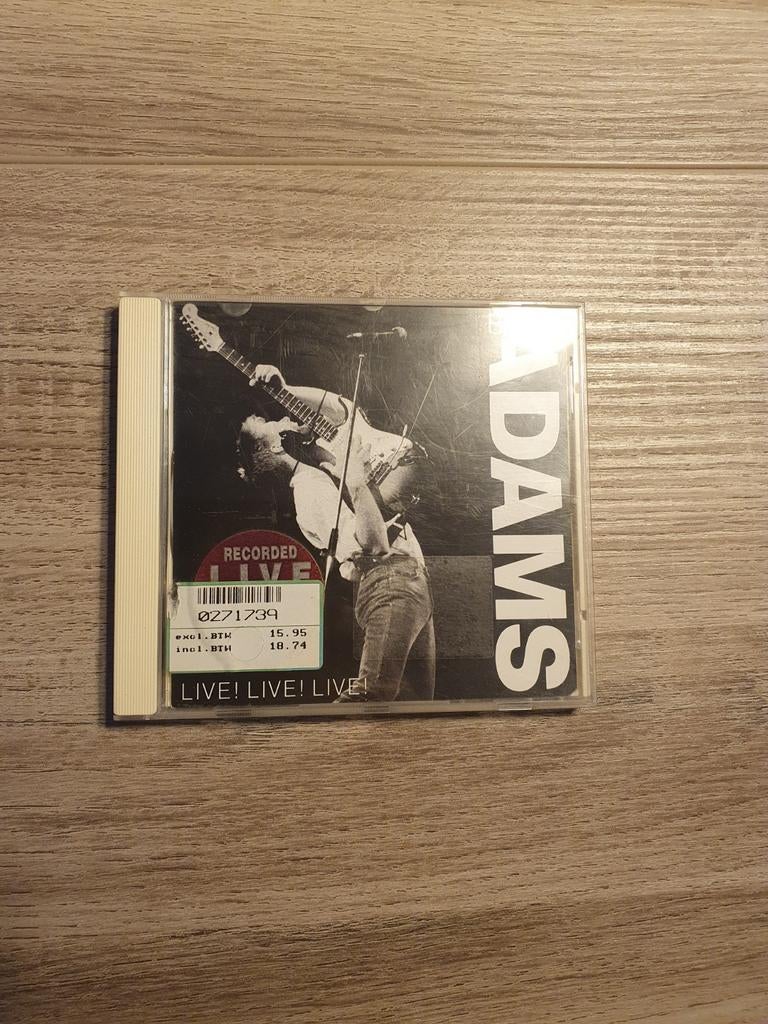 ADAMS
RECORDED
LIVE
0271739
excl.BTW 15.95
incl.BTW 18.74
LIVE! LIVE! LIVE!